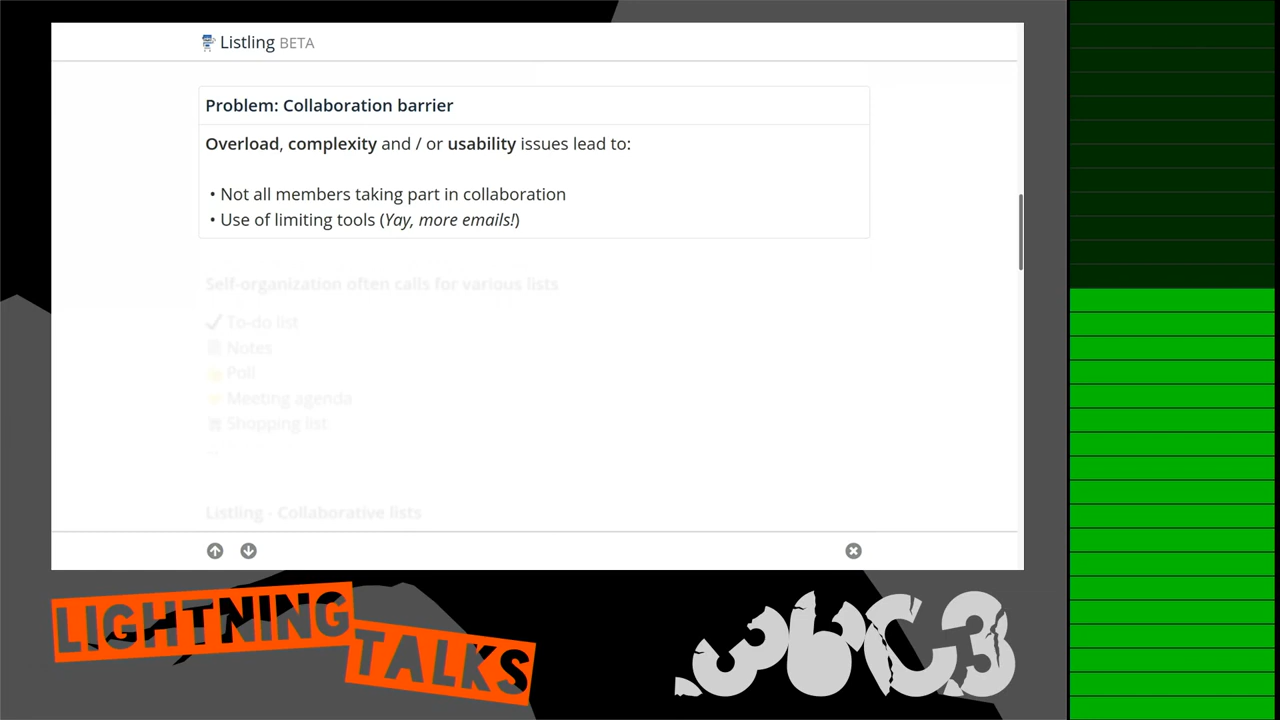 Listling BETA
Problem: Collaboration barrier
Overload, complexity and / or usability issues lead to:
• Not all members taking part in collaboration
• Use of limiting tools (Yay, more emails!)
Self-organization often calls for various lists
To-do list
Notes
Poll
Meeting agenda
Shopping list
...
Listling - Collaborative lists
LIGHTNING
TALKS
.36C3